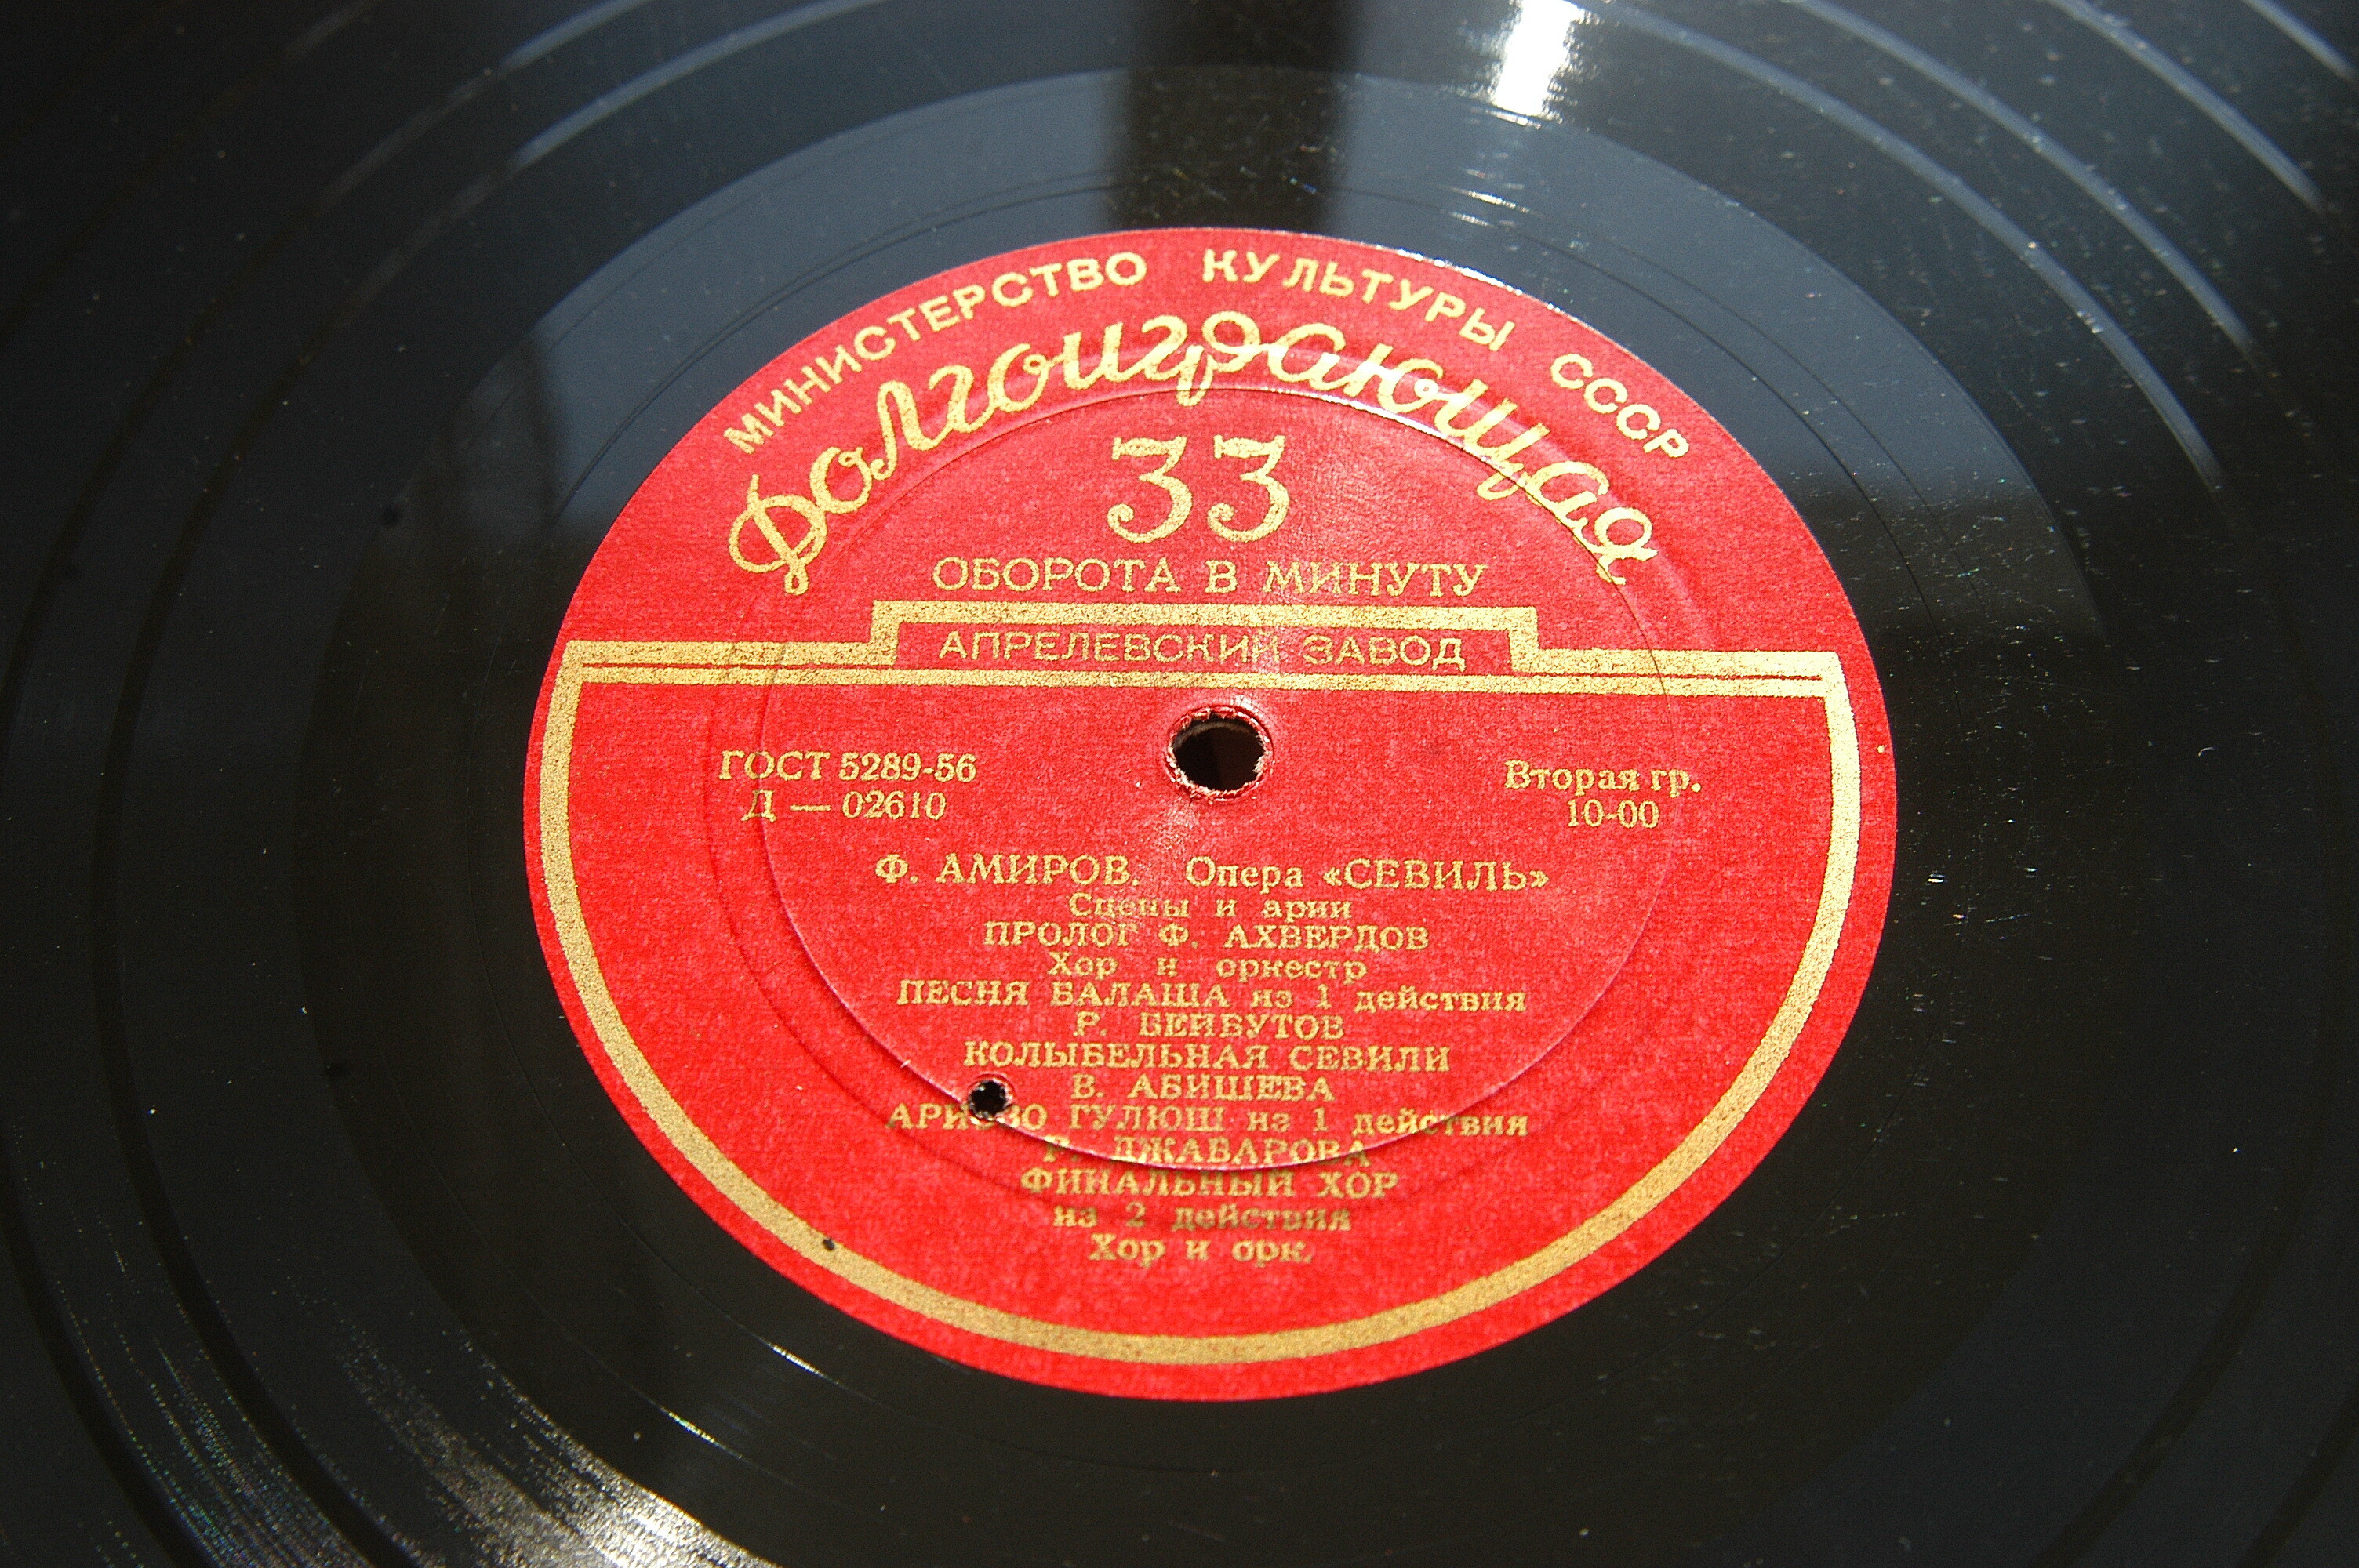 МИНИСТЕРСТВО КУЛЬТУРЫ СССР
Долгоиграющая
33
ОБОРОТА В МИНУТУ
АПРЕЛЕВСКИЙ ЗАВОД
ГОСТ 5289-56
Д — 02610
Вторая гр.
10-00
Ф. АМИРОВ. Опера «СЕВИЛЬ»
Сцены и арии
ПРОЛОГ Ф. АХВЕРДОВ
Хор и оркестр
ПЕСНЯ БАЛАША из 1 действия
Р. БЕЙБУТОВ
КОЛЫБЕЛЬНАЯ СЕВИЛИ
В. АБИШЕВА
ГУЛЮШ из 1 действия
ДЖАБАРОВА
ФИНАЛЬНЫЙ ХОР
из 2 действия
Хор и орк.